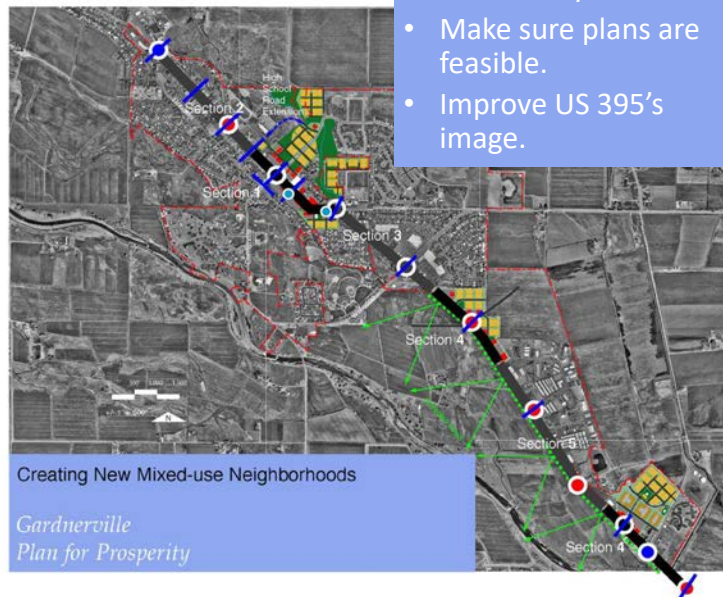 • Make sure plans are
feasible.
• Improve US 395's
image.
High
School
Road
Extensions
Section 2
Section 1
Section 3
Section 4
Section 5
Section 4
N
Creating New Mixed-use Neighborhoods
Gardnerville
Plan for Prosperity